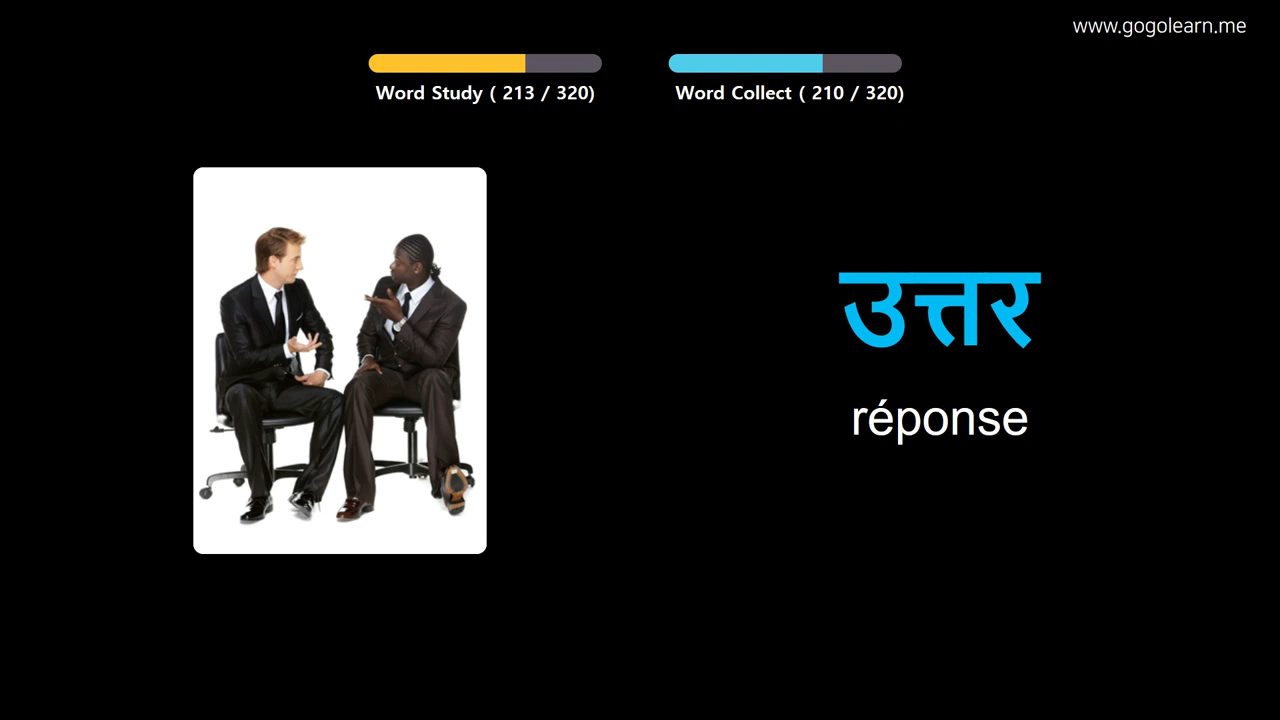 www.gogolearn.me
Word Study ( 213 / 320)
Word Collect ( 210 / 320)
उत्तर
réponse